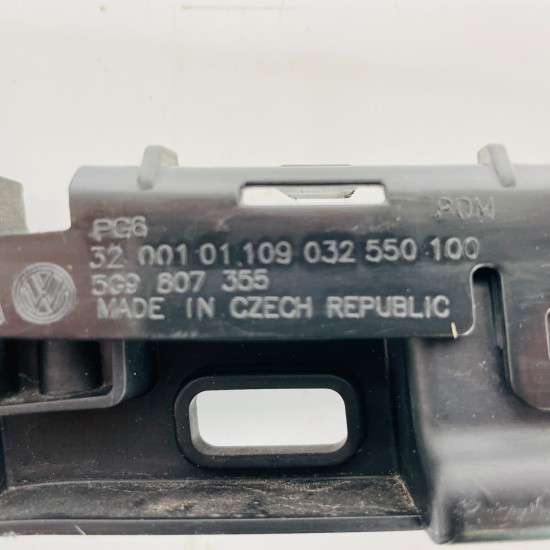 PG6 POM
32 001 01 109 032 550 100
5G9 807 355
MADE IN CZECH REPUBLIC